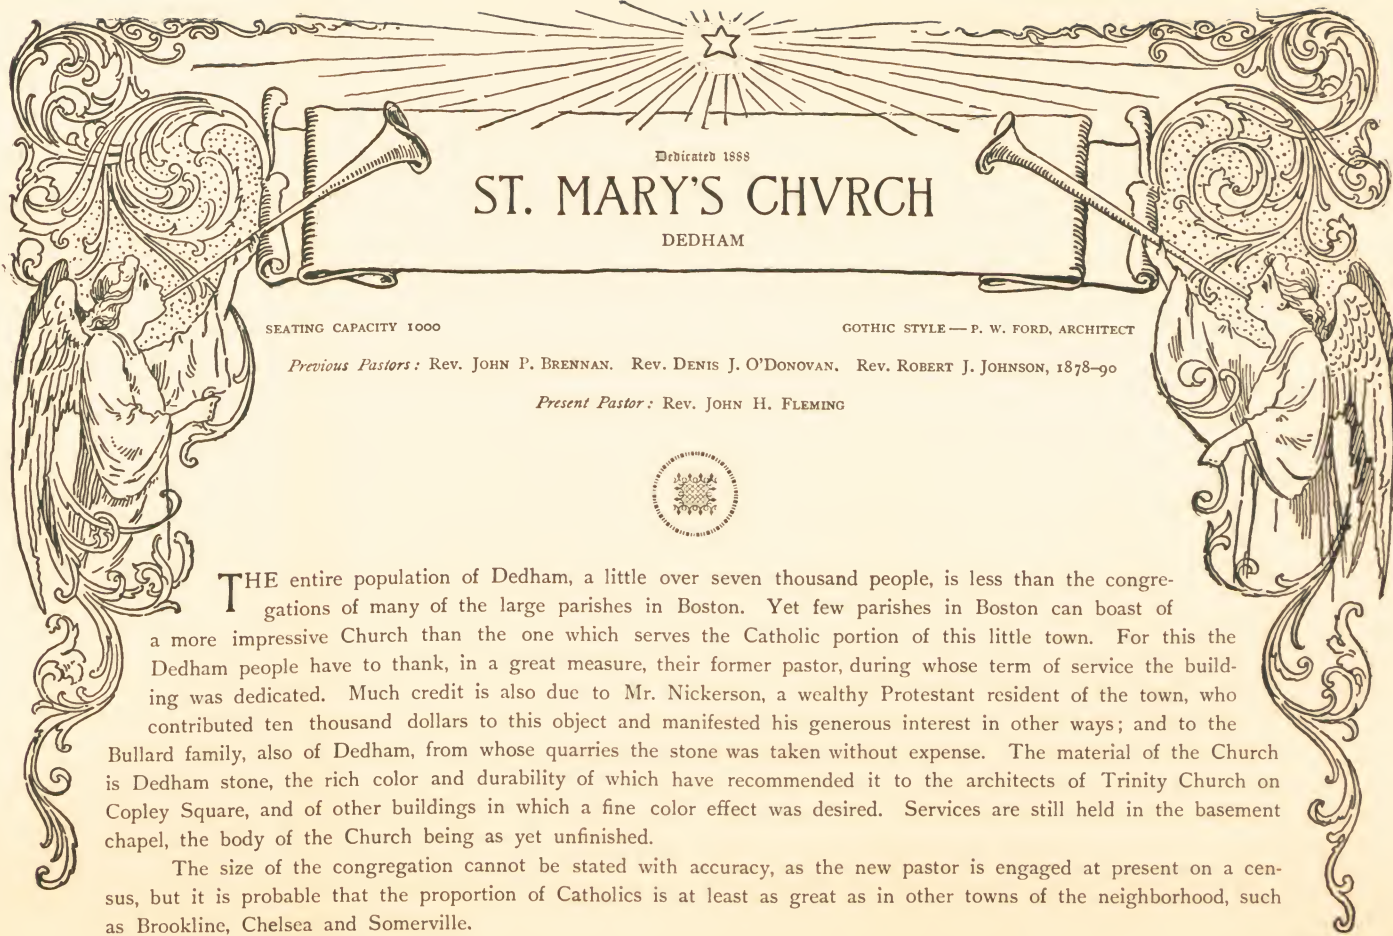 Dedicated 1888
ST. MARY'S CHVRCH
DEDHAM
SEATING CAPACITY 1000
GOTHIC STYLE — P. W. FORD, ARCHITECT
Previous Pastors: Rev. JOHN P. BRENNAN. Rev. DENIS J. O'DONOVAN. Rev. ROBERT J. JOHNSON, 1878–90
Present Pastor: Rev. JOHN H. FLEMING
THE entire population of Dedham, a little over seven thousand people, is less than the congre-
gations of many of the large parishes in Boston. Yet few parishes in Boston can boast of
a more impressive Church than the one which serves the Catholic portion of this little town. For this the
Dedham people have to thank, in a great measure, their former pastor, during whose term of service the build-
ing was dedicated. Much credit is also due to Mr. Nickerson, a wealthy Protestant resident of the town, who
contributed ten thousand dollars to this object and manifested his generous interest in other ways; and to the
Bullard family, also of Dedham, from whose quarries the stone was taken without expense. The material of the Church
is Dedham stone, the rich color and durability of which have recommended it to the architects of Trinity Church on
Copley Square, and of other buildings in which a fine color effect was desired. Services are still held in the basement
chapel, the body of the Church being as yet unfinished.
The size of the congregation cannot be stated with accuracy, as the new pastor is engaged at present on a cen-
sus, but it is probable that the proportion of Catholics is at least as great as in other towns of the neighborhood, such
as Brookline, Chelsea and Somerville.